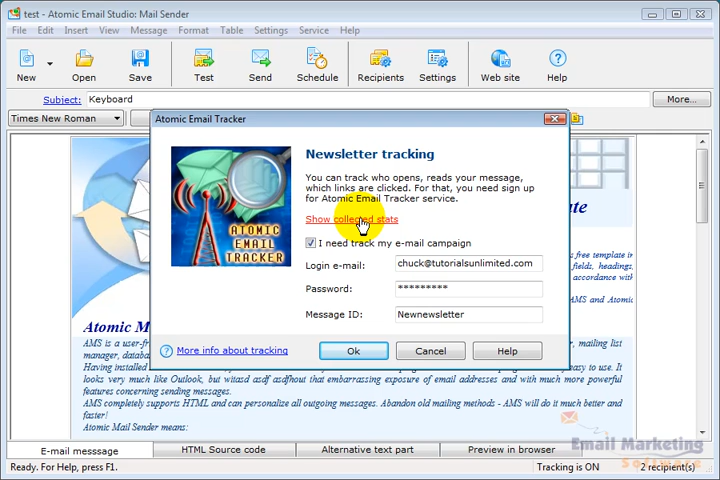 test - Atomic Email Studio: Mail Sender
File Edit Insert View Message Format Table Settings Service Help
New Open Save Test Send Schedule Recipients Settings Web site Help
Subject: Keyboard More...
Times New Roman
Atomic Email Tracker
Newsletter tracking
You can track who opens, reads your message,
which links are clicked. For that, you need sign up
for Atomic Email Tracker service.
Show collected stats
I need track my e-mail campaign
Login e-mail: chuck@tutorialsunlimited.com
Password: *********
Message ID: Newnewsletter
ATOMIC
EMAIL
TRACKER
More info about tracking Ok Cancel Help
free template in
fields, headings,
accordance with
AMS and Atomic
Atomic M
AMS is a user-fr mailing list
manager, databa
Having installed easy to use. It
looks very much like Outlook, but witasd asdf asdfhout that embarrassing exposure of email addresses and with much more powerful
features concerning sending messages.
AMS completely supports HTML and can personalize all outgoing messages. Abandon old mailing methods - AMS will do it much better and
faster!
Atomic Mail Sender means:
Email Marketing
Software
E-mail messsage HTML Source code Alternative text part Preview in browser
Ready. For Help, press F1. Tracking is ON 2 recipient(s)